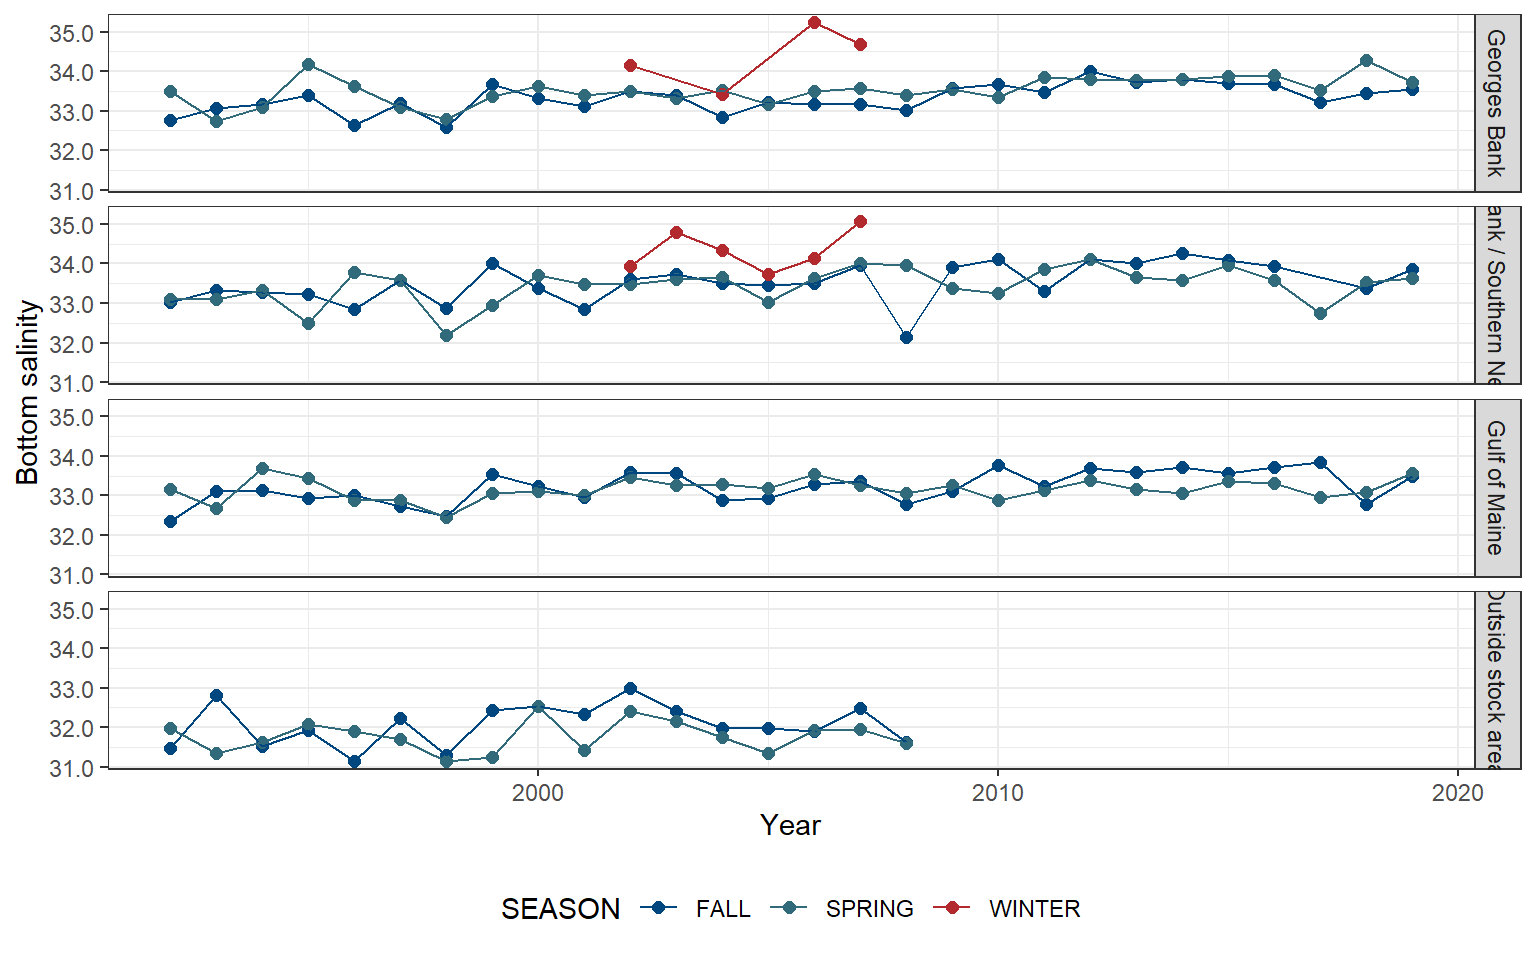 35.0
34.0
33.0
32.0
31.0
Georges Bank
35.0
34.0
33.0
32.0
31.0
/ Southern
35.0
34.0
33.0
32.0
31.0
Gulf of Maine
35.0
34.0
33.0
32.0
31.0
Outside stock area
Bottom salinity
2000 2010 2020
Year
SEASON FALL SPRING WINTER